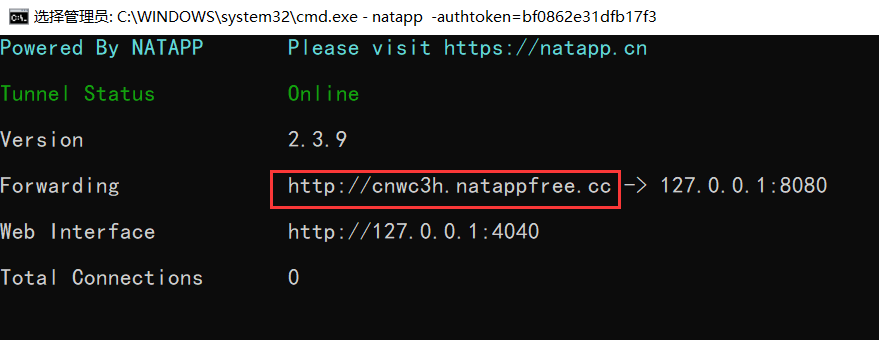 选择管理员: C:\WINDOWS\system32\cmd.exe - natapp  -authtoken=bf0862e31dfb17f3
Powered By NATAPP Please visit https://natapp.cn
Tunnel Status Online
Version 2.3.9
Forwarding http://cnwc3h.natappfree.cc -> 127.0.0.1:8080
Web Interface http://127.0.0.1:4040
Total Connections 0